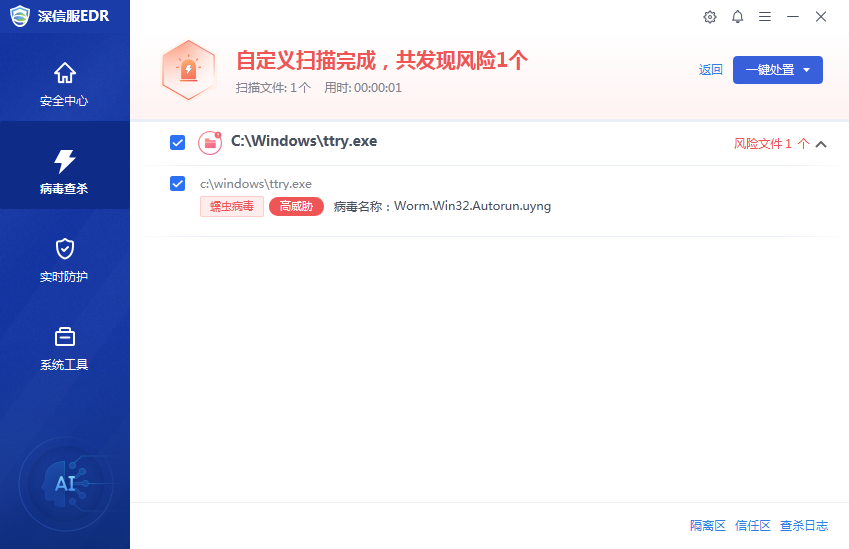 深信服EDR
安全中心
病毒查杀
实时防护
系统工具
AI
自定义扫描完成，共发现风险1个
扫描文件: 1个 用时: 00:00:01
返回
一键处置
C:\Windows\ttry.exe
风险文件 1 个
c:\windows\ttry.exe
蠕虫病毒 高威胁 病毒名称：Worm.Win32.Autorun.uyng
隔离区 信任区 查杀日志